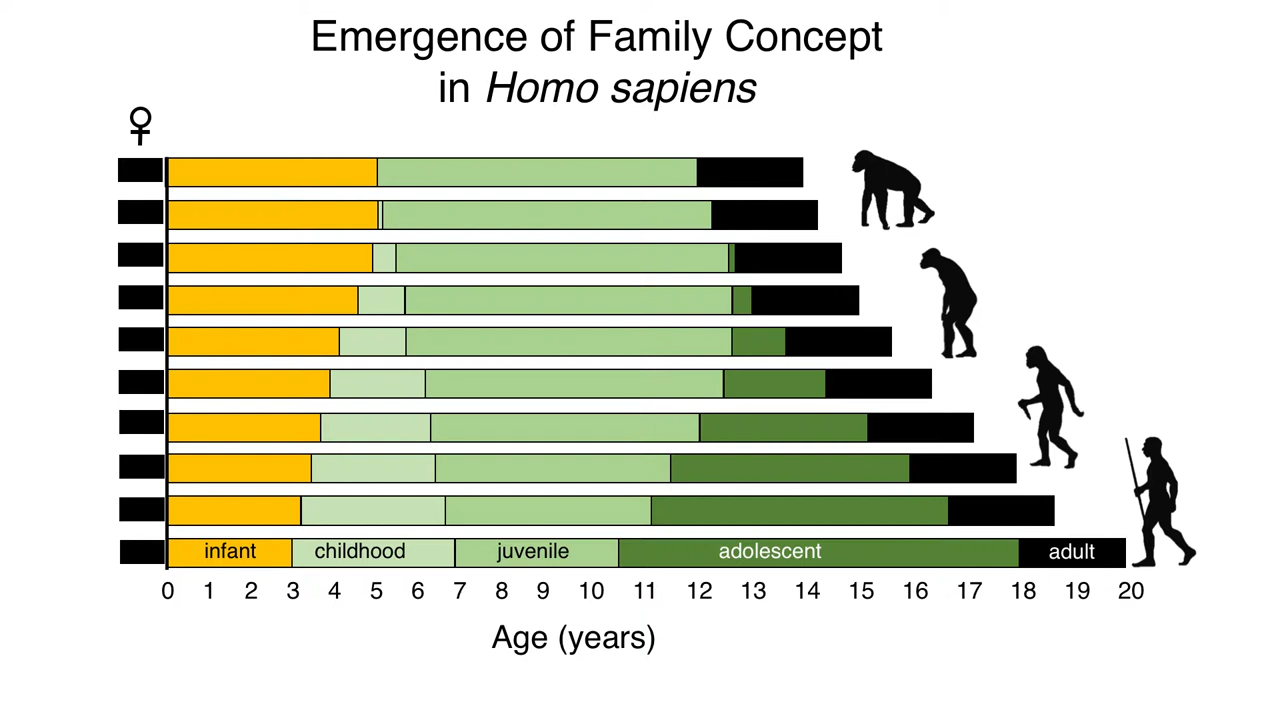 Emergence of Family Concept
in Homo sapiens
♀
infant childhood juvenile adolescent adult
0 1 2 3 4 5 6 7 8 9 10 11 12 13 14 15 16 17 18 19 20
Age (years)